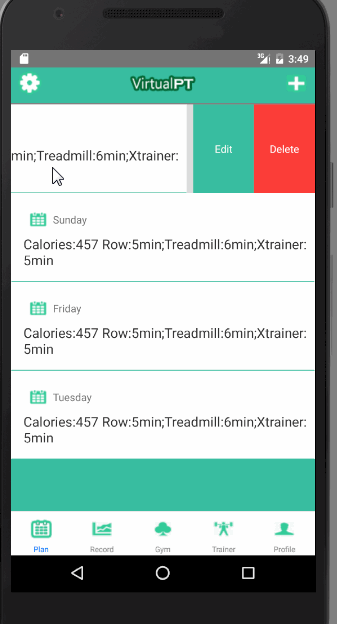 3G 3:49
VirtualPT
min;Treadmill:6min;Xtrainer:
Edit
Delete
Sunday
Calories:457 Row:5min;Treadmill:6min;Xtrainer:
5min
Friday
Calories:457 Row:5min;Treadmill:6min;Xtrainer:
5min
Tuesday
Calories:457 Row:5min;Treadmill:6min;Xtrainer:
5min
Plan
Record
Gym
Trainer
Profile